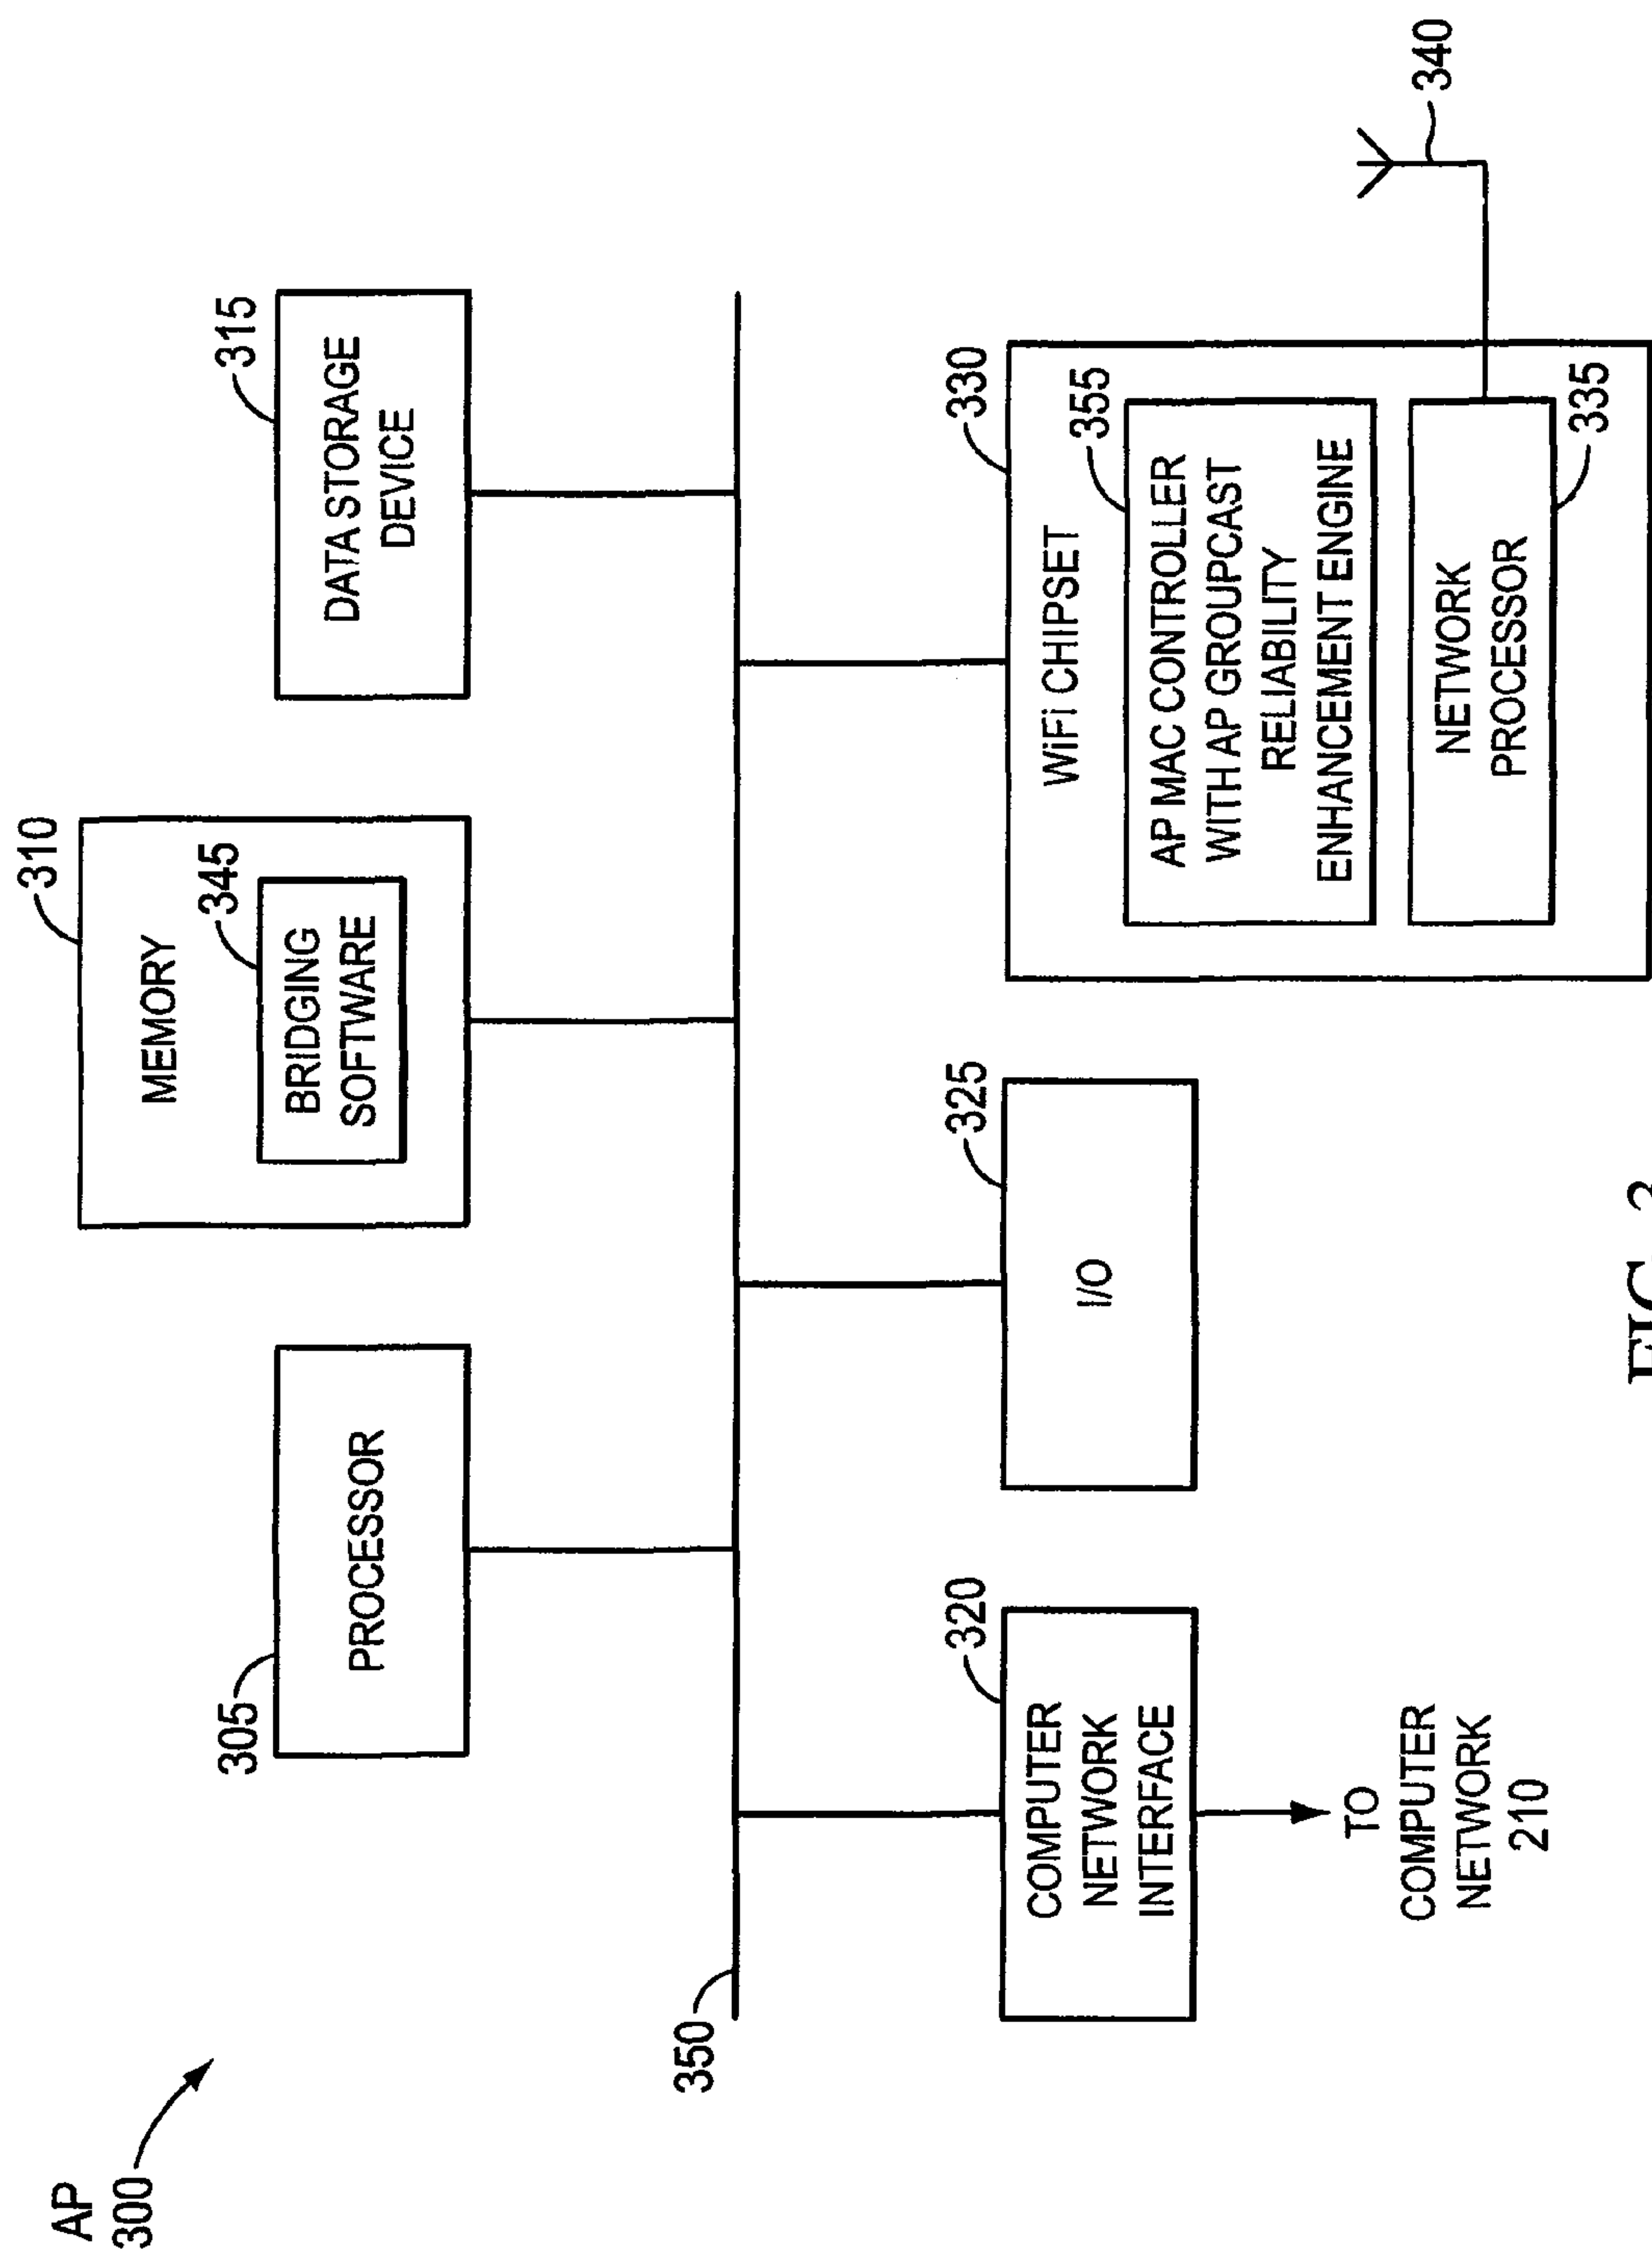 AP
300
310
MEMORY
345
BRIDGING
SOFTWARE
305
PROCESSOR
315
DATA STORAGE
DEVICE
350
320
COMPUTER
NETWORK
INTERFACE
TO
COMPUTER
NETWORK
210
325
I/O
330
WiFi CHIPSET
355
AP MAC CONTROLLER
WITH AP GROUPCAST
RELIABILITY
ENHANCEMENT ENGINE
NETWORK
PROCESSOR
335
340
FIG.